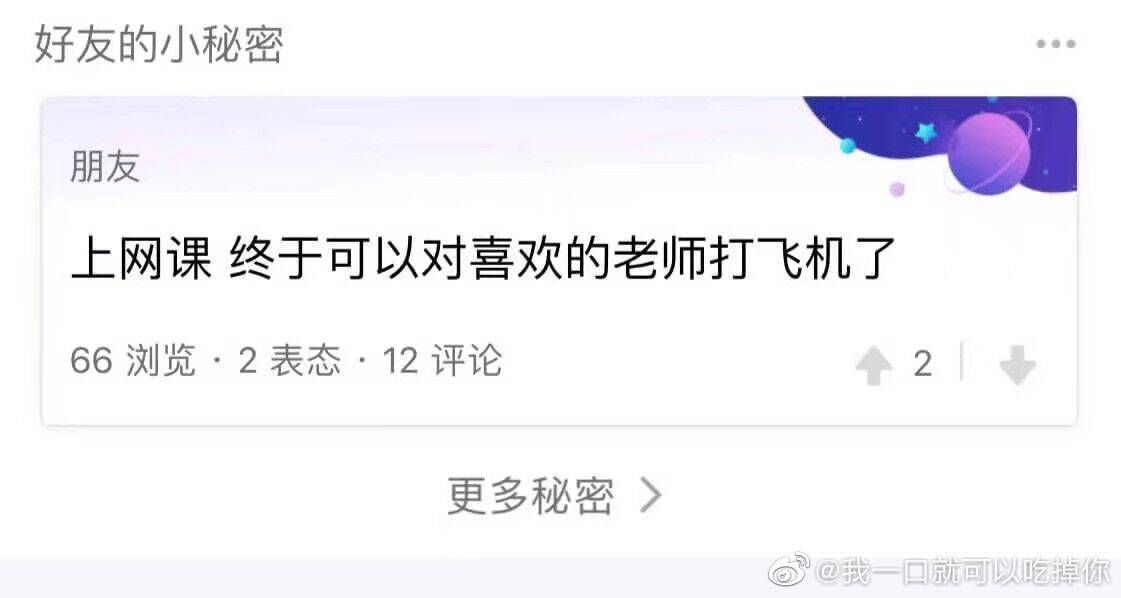 好友的小秘密
朋友
上网课 终于可以对喜欢的老师打飞机了
66 浏览 · 2 表态 · 12 评论
2
更多秘密
@我一口就可以吃掉你